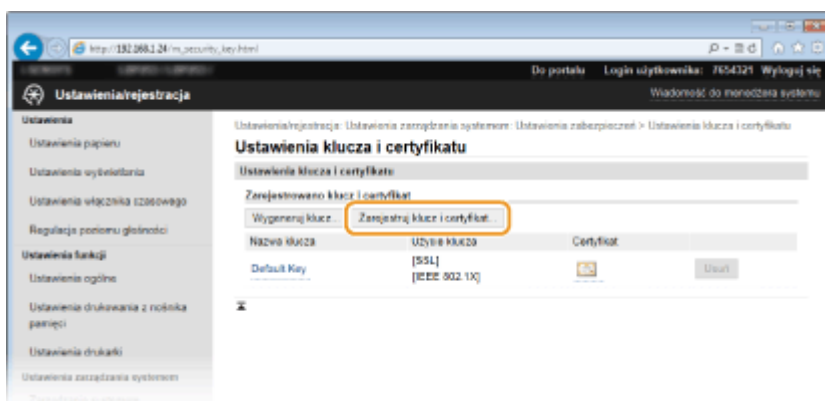 http://192.168.1.24/m_security_key.html
Do portalu Login użytkownika: 7654321 Wyloguj się
Ustawienia/rejestracja Wiadomość do menedżera systemu
Ustawienia
Ustawienia papieru
Ustawienia wyświetlania
Ustawienia włącznika czasowego
Regulacja poziomu głośności
Ustawienia funkcji
Ustawienia ogólne
Ustawienia drukowania z nośnika
pamięci
Ustawienia drukarki
Ustawienia zarządzania systemem
Ustawienia/rejestracja: Ustawienia zarządzania systemem: Ustawienia zabezpieczeń > Ustawienia klucza i certyfikatu
Ustawienia klucza i certyfikatu
Ustawienia klucza i certyfikatu
Zarejestrowano klucz i certyfikat
Wygeneruj klucz... Zarejestruj klucz i certyfikat...
Nazwa klucza Użycie klucza Certyfikat
Default Key [SSL]
[IEEE 802.1X] Usuń